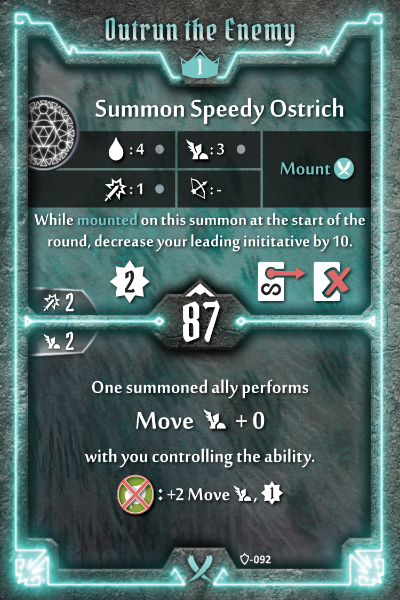 Outrun the Enemy
1
Summon Speedy Ostrich
: 4 : 3
Mount
: 1 : -
While mounted on this summon at the start of the
round, decrease your leading inititative by 10.
2
2
87
2
One summoned ally performs
Move + 0
with you controlling the ability.
: +2 Move , 1
-092